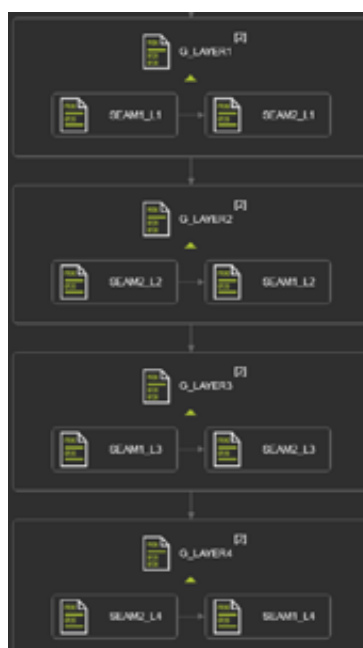 G_LAYER1 [2]
SEAM1_L1 SEAM2_L1
G_LAYER2 [2]
SEAM2_L2 SEAM1_L2
G_LAYER3 [2]
SEAM1_L3 SEAM2_L3
G_LAYER4 [2]
SEAM2_L4 SEAM1_L4